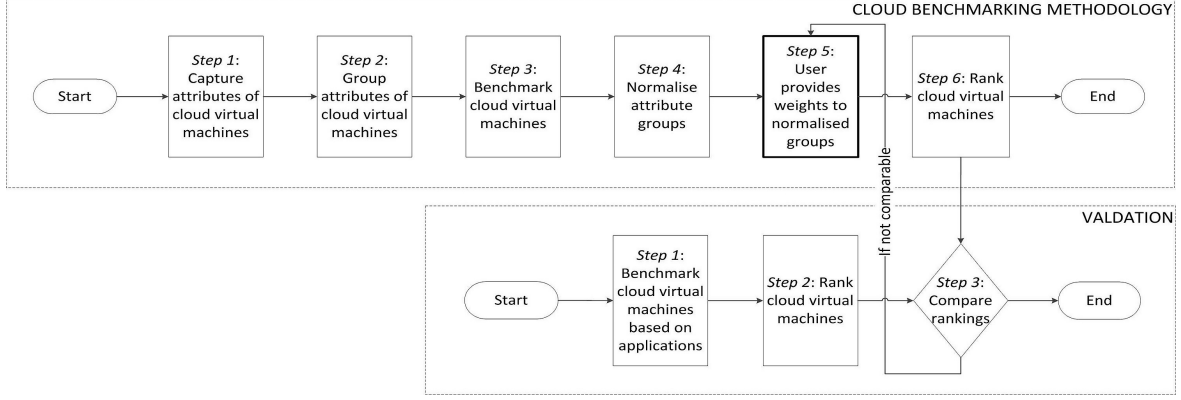 CLOUD BENCHMARKING METHODOLOGY
Start
Step 1:
Capture
attributes of
cloud virtual
machines
Step 2:
Group
attributes of
cloud virtual
machines
Step 3:
Benchmark
cloud virtual
machines
Step 4:
Normalise
attribute
groups
Step 5:
User
provides
weights to
normalised
groups
Step 6: Rank
cloud virtual
machines
End
If not comparable
VALDATION
Start
Step 1:
Benchmark
cloud virtual
machines
based on
applications
Step 2: Rank
cloud virtual
machines
Step 3:
Compare
rankings
End